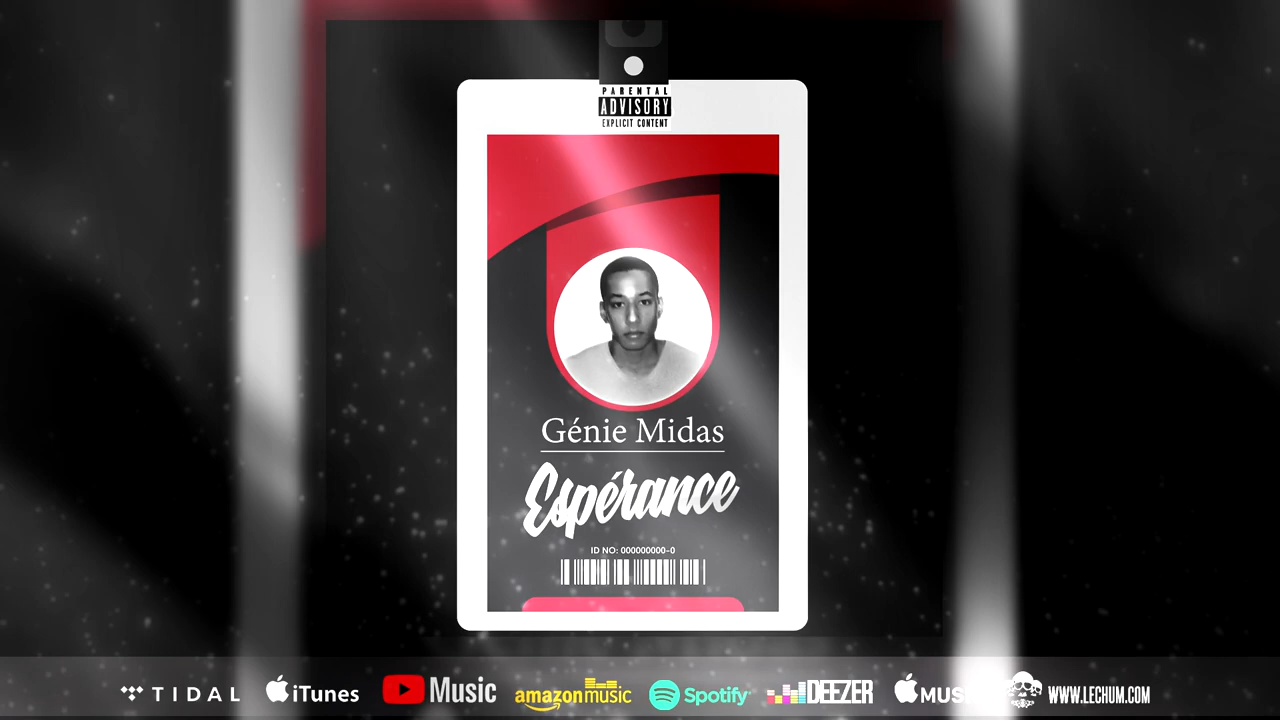 PARENTAL
ADVISORY
EXPLICIT CONTENT
Génie Midas
Espérance
ID NO: 000000000-0
TIDAL iTunes Music amazonmusic Spotify DEEZER WWW.LECHUM.COM